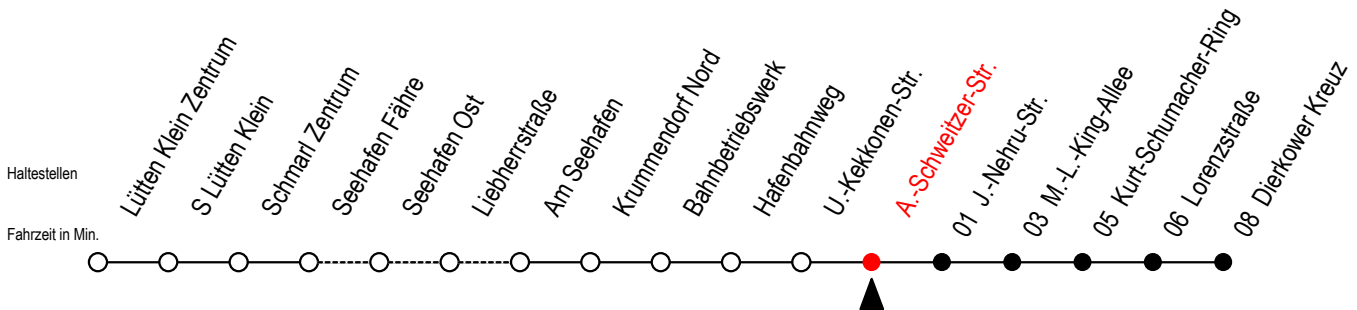 Haltestellen
Fahrzeit in Min.
Lütten Klein Zentrum
S Lütten Klein
Schmarl Zentrum
Seehafen Fähre
Seehafen Ost
Liebherrstraße
Am Seehafen
Krummendorf Nord
Bahnbetriebswerk
Hafenbahnweg
U.-Kekkonen-Str.
A.-Schweitzer-Str.
01 J.-Nehru-Str.
03 M.-L.-King-Allee
05 Kurt-Schumacher-Ring
06 Lorenzstraße
08 Dierkower Kreuz